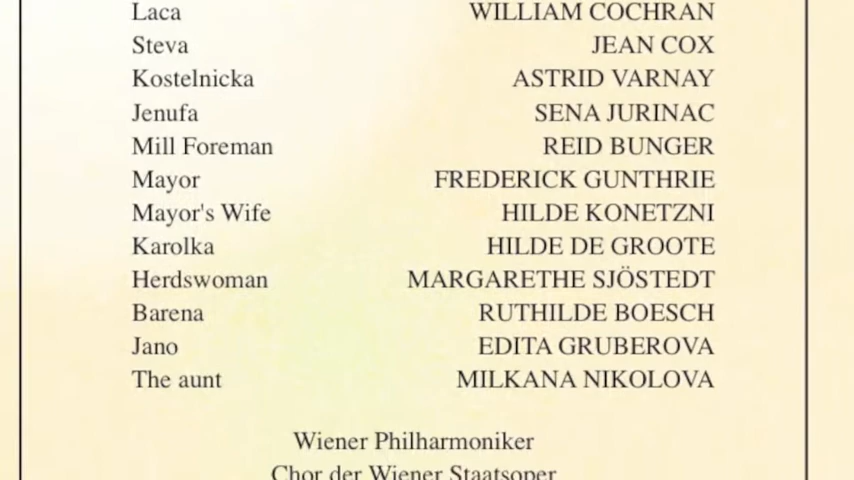 Laca WILLIAM COCHRAN
Steva JEAN COX
Kostelnicka ASTRID VARNAY
Jenufa SENA JURINAC
Mill Foreman REID BUNGER
Mayor FREDERICK GUNTHRIE
Mayor's Wife HILDE KONETZNI
Karolka HILDE DE GROOTE
Herdswoman MARGARETHE SJÖSTEDT
Barena RUTHILDE BOESCH
Jano EDITA GRUBEROVA
The aunt MILKANA NIKOLOVA
Wiener Philharmoniker
Chor der Wiener Staatsoper